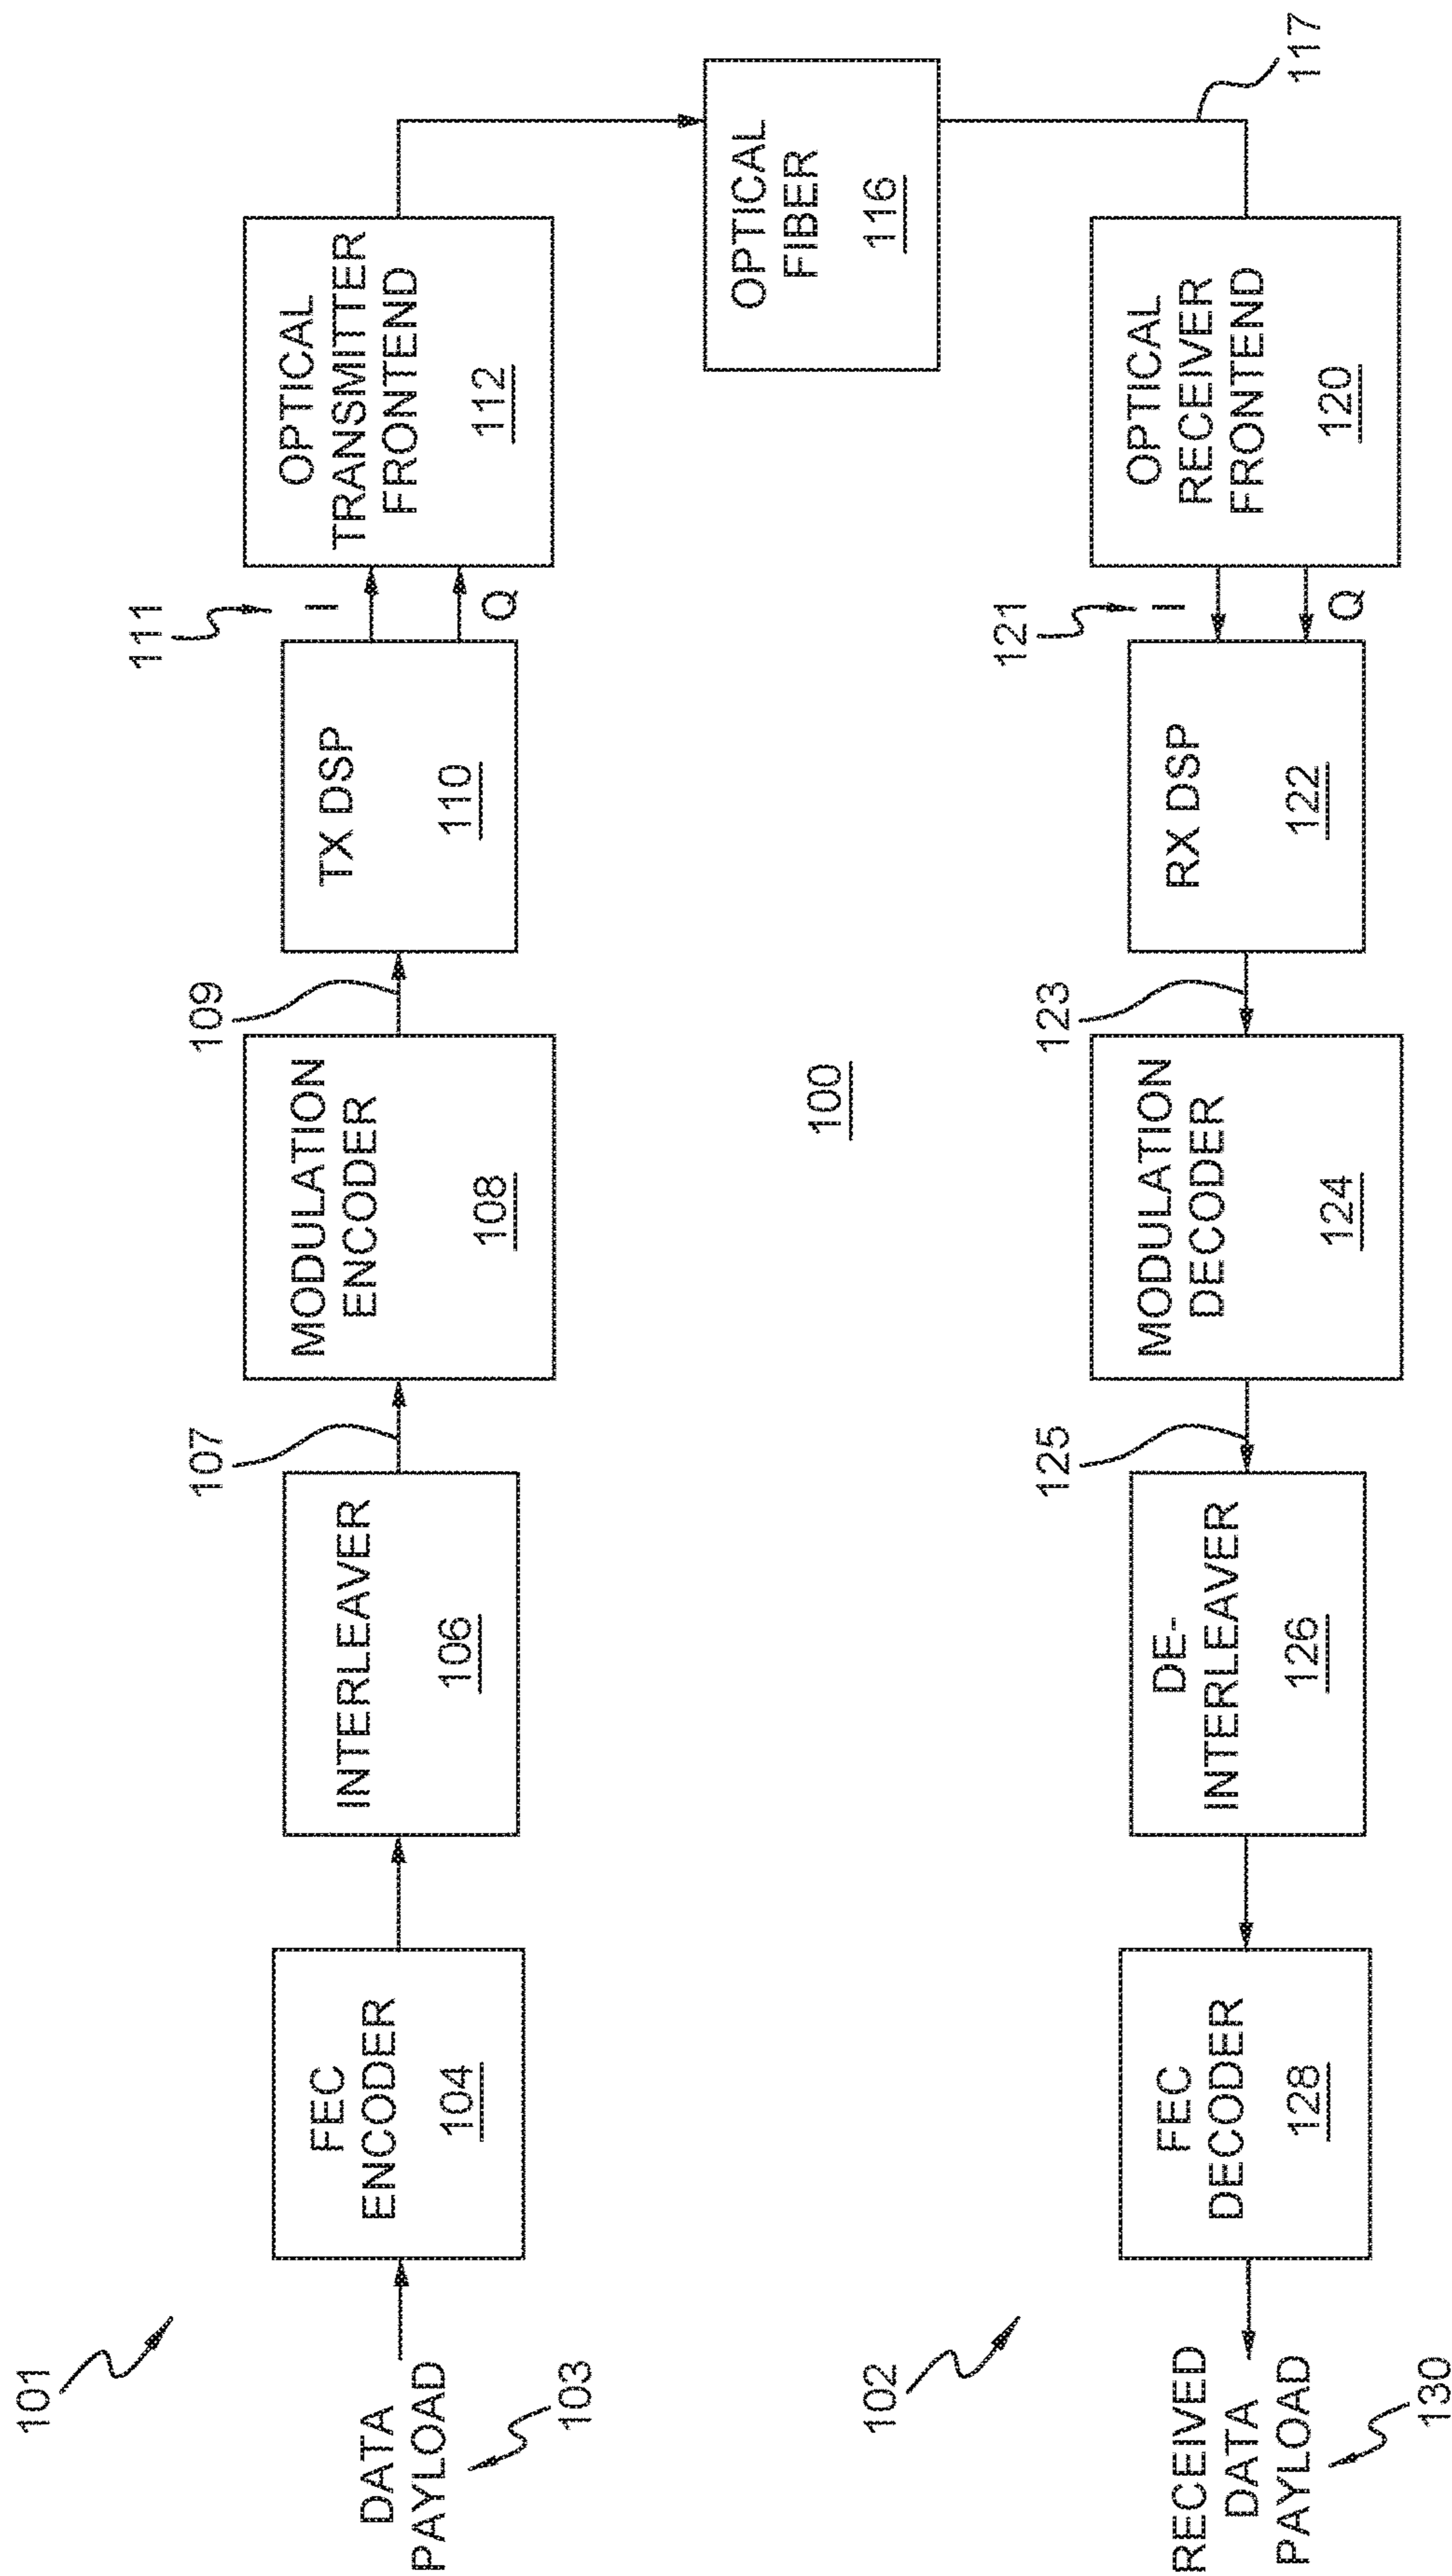 101
DATA
PAYLOAD
103
FEC
ENCODER
104
INTERLEAVER
106
107
MODULATION
ENCODER
108
109
TX DSP
110
111
I
Q
OPTICAL
TRANSMITTER
FRONTEND
112
OPTICAL
FIBER
116
117
100
102
RECEIVED
DATA
PAYLOAD
130
FEC
DECODER
128
DE-
INTERLEAVER
126
125
MODULATION
DECODER
124
123
RX DSP
122
121
I
Q
OPTICAL
RECEIVER
FRONTEND
120